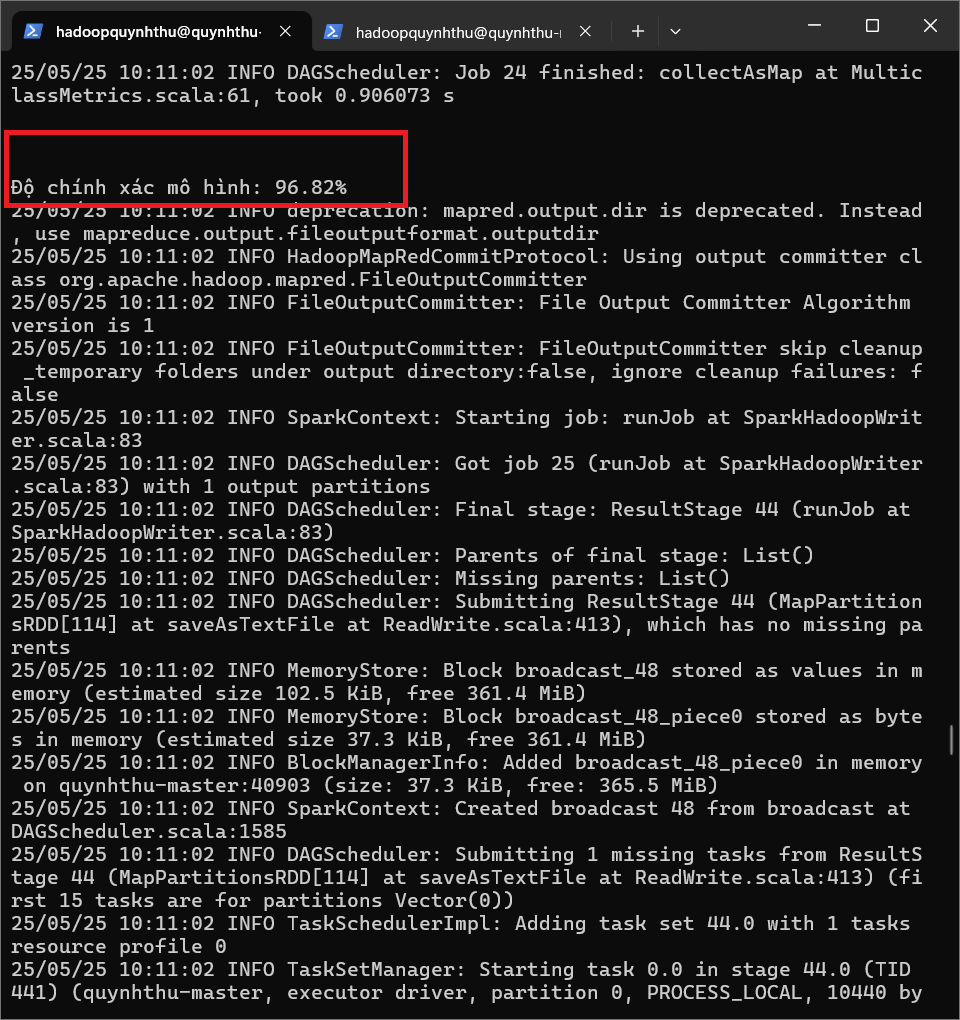 hadoopquynhthu@quynhthu- hadoopquynhthu@quynhthu-
25/05/25 10:11:02 INFO DAGScheduler: Job 24 finished: collectAsMap at Multic
lassMetrics.scala:61, took 0.906073 s
Độ chính xác mô hình: 96.82%
25/05/25 10:11:02 INFO deprecation: mapred.output.dir is deprecated. Instead
, use mapreduce.output.fileoutputformat.outputdir
25/05/25 10:11:02 INFO HadoopMapRedCommitProtocol: Using output committer cl
ass org.apache.hadoop.mapred.FileOutputCommitter
25/05/25 10:11:02 INFO FileOutputCommitter: File Output Committer Algorithm
version is 1
25/05/25 10:11:02 INFO FileOutputCommitter: FileOutputCommitter skip cleanup
_temporary folders under output directory:false, ignore cleanup failures: f
alse
25/05/25 10:11:02 INFO SparkContext: Starting job: runJob at SparkHadoopWrit
er.scala:83
25/05/25 10:11:02 INFO DAGScheduler: Got job 25 (runJob at SparkHadoopWriter
.scala:83) with 1 output partitions
25/05/25 10:11:02 INFO DAGScheduler: Final stage: ResultStage 44 (runJob at
SparkHadoopWriter.scala:83)
25/05/25 10:11:02 INFO DAGScheduler: Parents of final stage: List()
25/05/25 10:11:02 INFO DAGScheduler: Missing parents: List()
25/05/25 10:11:02 INFO DAGScheduler: Submitting ResultStage 44 (MapPartition
sRDD[114] at saveAsTextFile at ReadWrite.scala:413), which has no missing pa
rents
25/05/25 10:11:02 INFO MemoryStore: Block broadcast_48 stored as values in m
emory (estimated size 102.5 KiB, free 361.4 MiB)
25/05/25 10:11:02 INFO MemoryStore: Block broadcast_48_piece0 stored as byte
s in memory (estimated size 37.3 KiB, free 361.4 MiB)
25/05/25 10:11:02 INFO BlockManagerInfo: Added broadcast_48_piece0 in memory
on quynhthu-master:40903 (size: 37.3 KiB, free: 365.5 MiB)
25/05/25 10:11:02 INFO SparkContext: Created broadcast 48 from broadcast at
DAGScheduler.scala:1585
25/05/25 10:11:02 INFO DAGScheduler: Submitting 1 missing tasks from ResultS
tage 44 (MapPartitionsRDD[114] at saveAsTextFile at ReadWrite.scala:413) (fi
rst 15 tasks are for partitions Vector(0))
25/05/25 10:11:02 INFO TaskSchedulerImpl: Adding task set 44.0 with 1 tasks
resource profile 0
25/05/25 10:11:02 INFO TaskSetManager: Starting task 0.0 in stage 44.0 (TID
441) (quynhthu-master, executor driver, partition 0, PROCESS_LOCAL, 10440 by